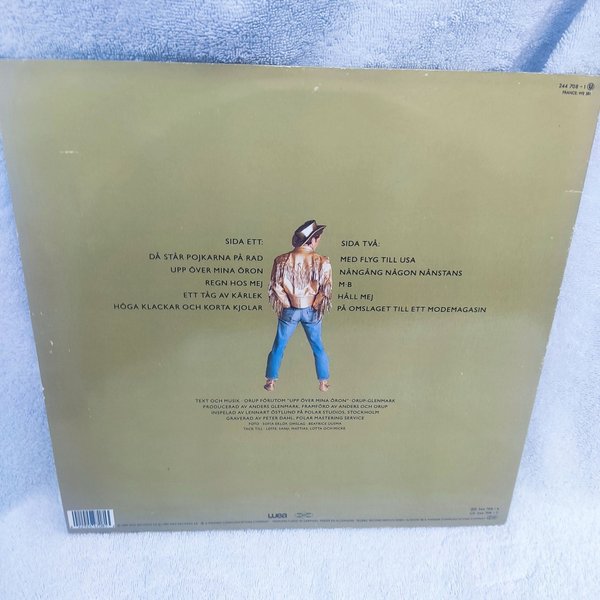 244 708 - 1
FRANCE: WE 381
SIDA ETT:
DÅ STÅR POJKARNA PÅ RAD
UPP ÖVER MINA ÖRON
REGN HOS MEJ
ETT TÅG AV KÄRLEK
HÖGA KLACKAR OCH KORTA KJOLAR
SIDA TVÅ:
MED FLYG TILL USA
NÅNGÅNG NÅGON NÅNSTANS
M B
HÅLL MEJ
PÅ OMSLAGET TILL ETT MODEMAGASIN
TEXT OCH MUSIK · ORUP FÖRUTOM "UPP ÖVER MINA ÖRON" · ORUP-GLENMARK
PRODUCERAD AV ANDERS GLENMARK, FRAMFÖRD AV ANDERS OCH ORUP
INSPELAD AV LENNART ÖSTLUND PÅ POLAR STUDIOS, STOCKHOLM
GRAVERAD AV PETER DAHL, POLAR MASTERING SERVICE
wea